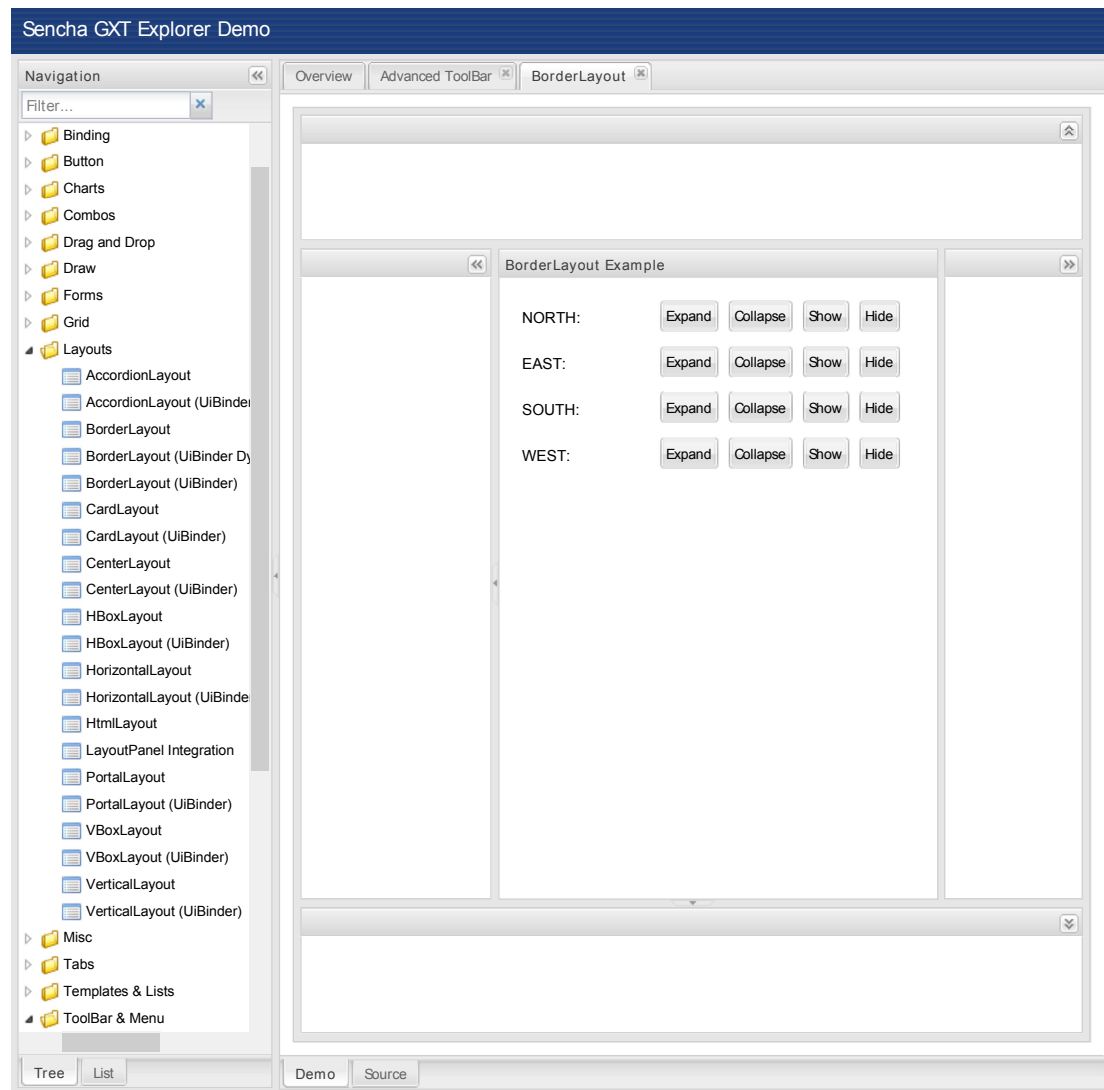 Sencha GXT Explorer Demo
Navigation
Overview
Advanced ToolBar
BorderLayout
Filter...
Binding
Button
Charts
Combos
Drag and Drop
Draw
Forms
Grid
Layouts
AccordionLayout
AccordionLayout (UiBinder
BorderLayout
BorderLayout (UiBinder Dy
BorderLayout (UiBinder)
CardLayout
CardLayout (UiBinder)
CenterLayout
CenterLayout (UiBinder)
HBoxLayout
HBoxLayout (UiBinder)
HorizontalLayout
HorizontalLayout (UiBinde
HtmlLayout
LayoutPanel Integration
PortalLayout
PortalLayout (UiBinder)
VBoxLayout
VBoxLayout (UiBinder)
VerticalLayout
VerticalLayout (UiBinder)
Misc
Tabs
Templates & Lists
ToolBar & Menu
Tree
List
BorderLayout Example
NORTH: Expand Collapse Show Hide
EAST: Expand Collapse Show Hide
SOUTH: Expand Collapse Show Hide
WEST: Expand Collapse Show Hide
Demo
Source